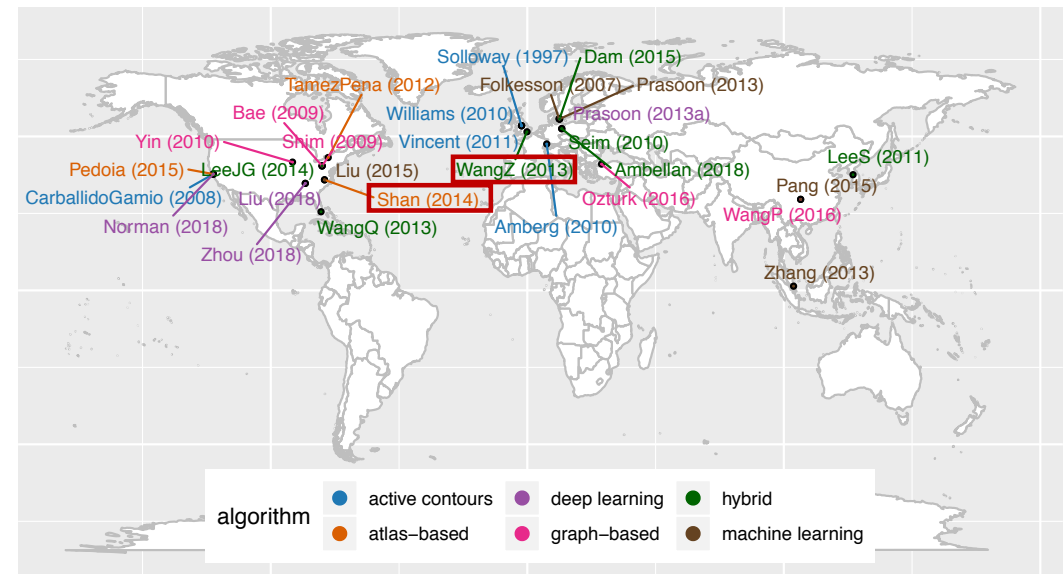 Solloway (1997)
Dam (2015)
TamezPena (2012)
Folkesson (2007)
Prasoon (2013)
Bae (2009)
Williams (2010)
Prasoon (2013a)
Yin (2010)
Shim (2009)
Vincent (2011)
Seim (2010)
LeeS (2011)
Pedoia (2015)
LeeJG (2014)
Liu (2015)
WangZ (2013)
Ambellan (2018)
Pang (2015)
CarballidoGamio (2008)
Liu (2018)
Shan (2014)
Ozturk (2016)
WangP (2016)
Norman (2018)
WangQ (2013)
Amberg (2010)
Zhou (2018)
Zhang (2013)
algorithm
active contours
deep learning
hybrid
atlas−based
graph−based
machine learning